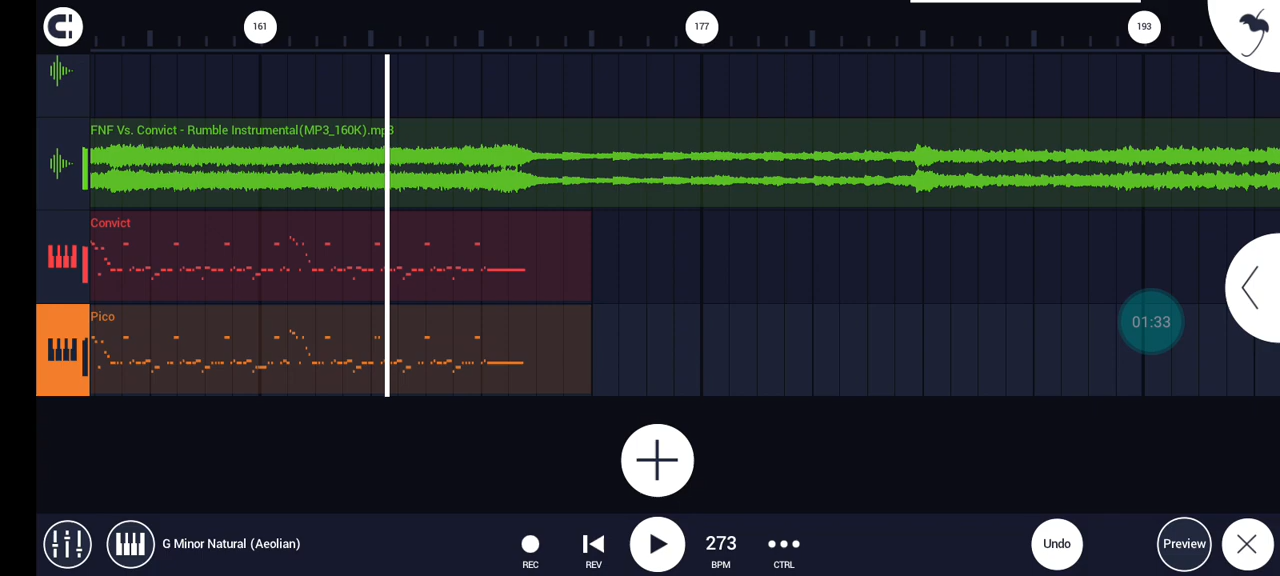 161
177
193
FNF Vs. Convict - Rumble Instrumental(MP3_160K).mp3
Convict
Pico
01:33
G Minor Natural (Aeolian)
REC
REV
273
BPM
CTRL
Undo
Preview